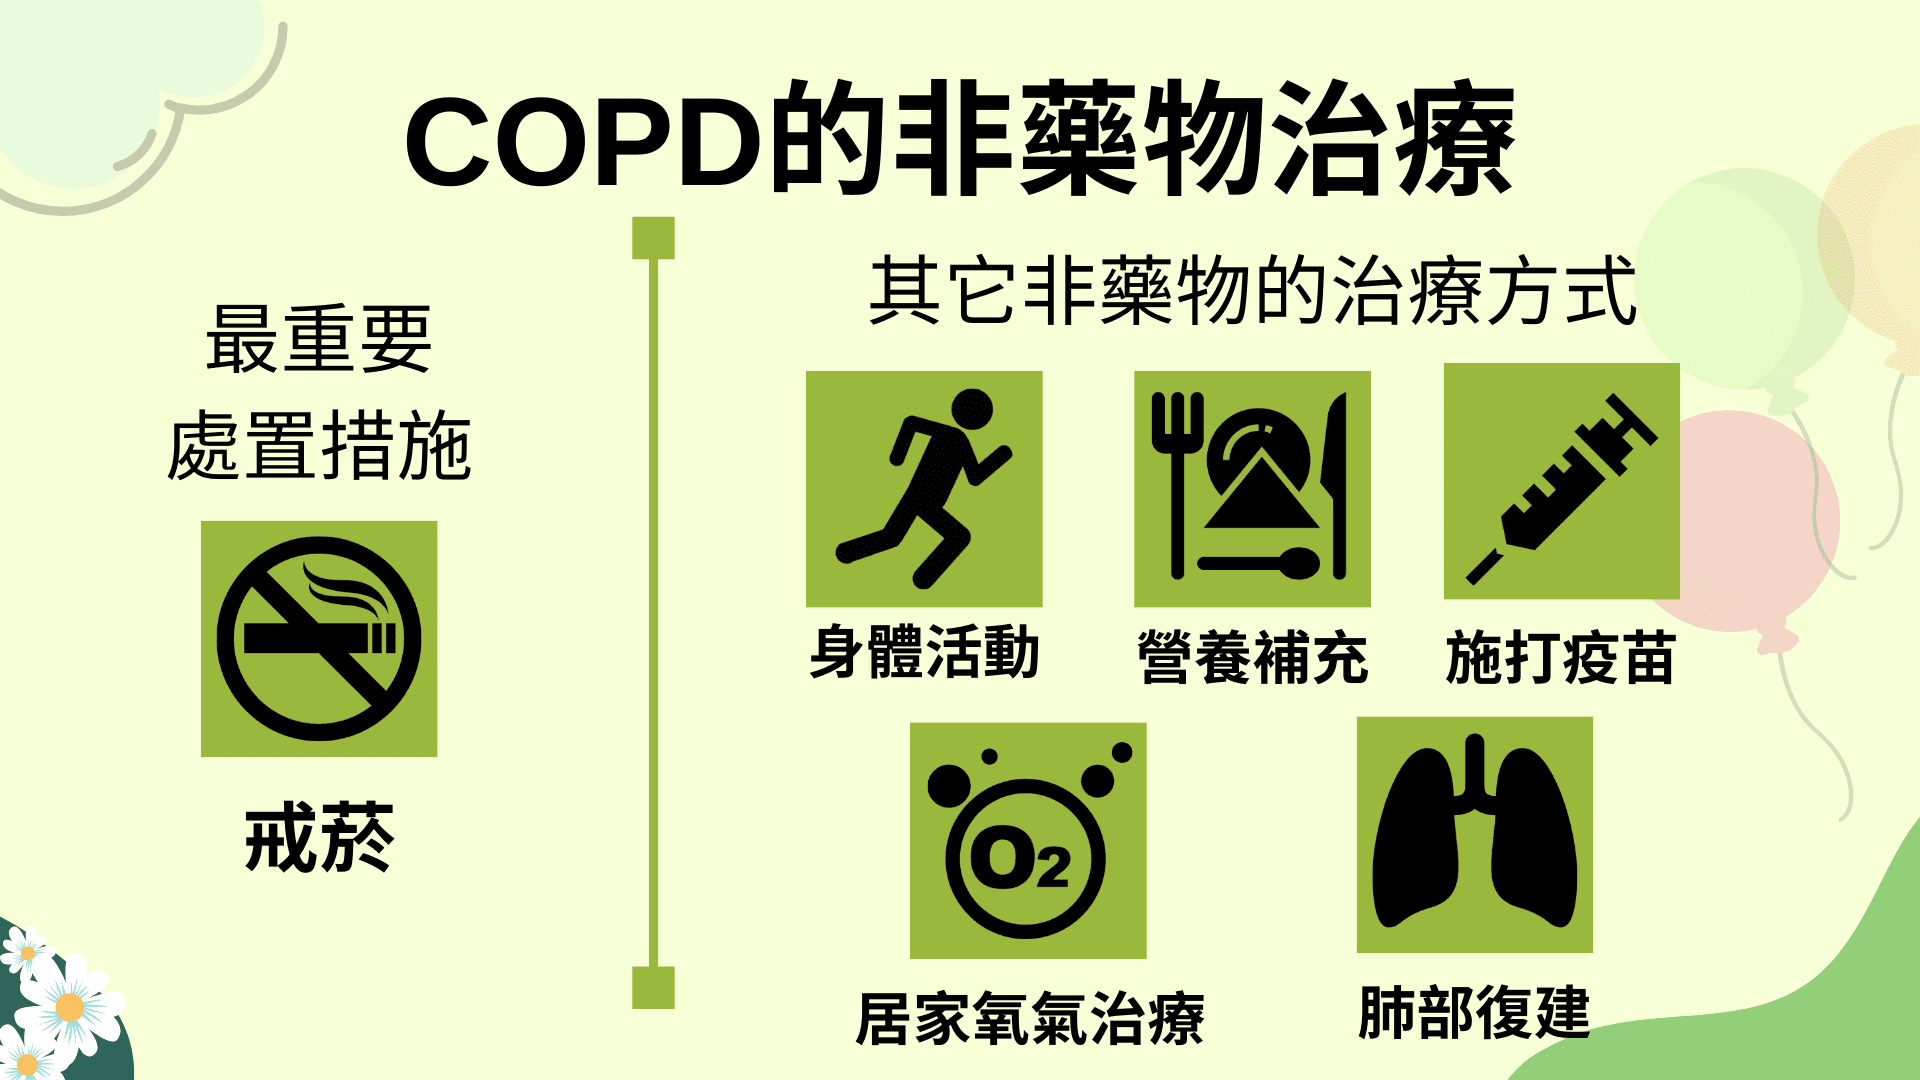 COPD的非藥物治療
最重要
處置措施
戒菸
其它非藥物的治療方式
身體活動
營養補充
施打疫苗
O2
居家氧氣治療
肺部復建